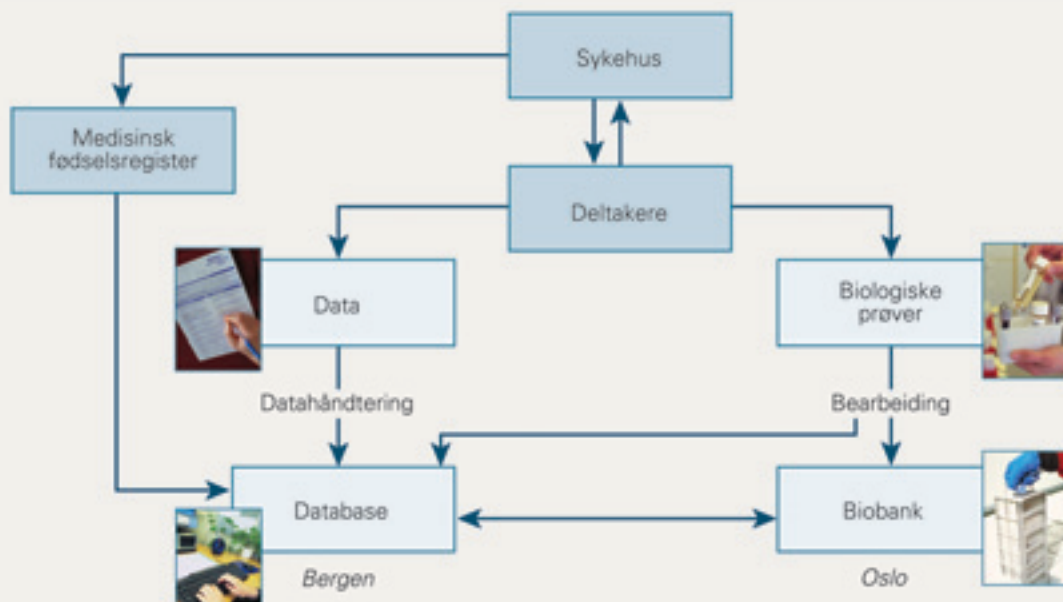 Sykehus
Medisinsk
fødselsregister
Deltakere
Data
Biologiske
prøver
Datahåndtering
Bearbeiding
Database
Biobank
Bergen
Oslo